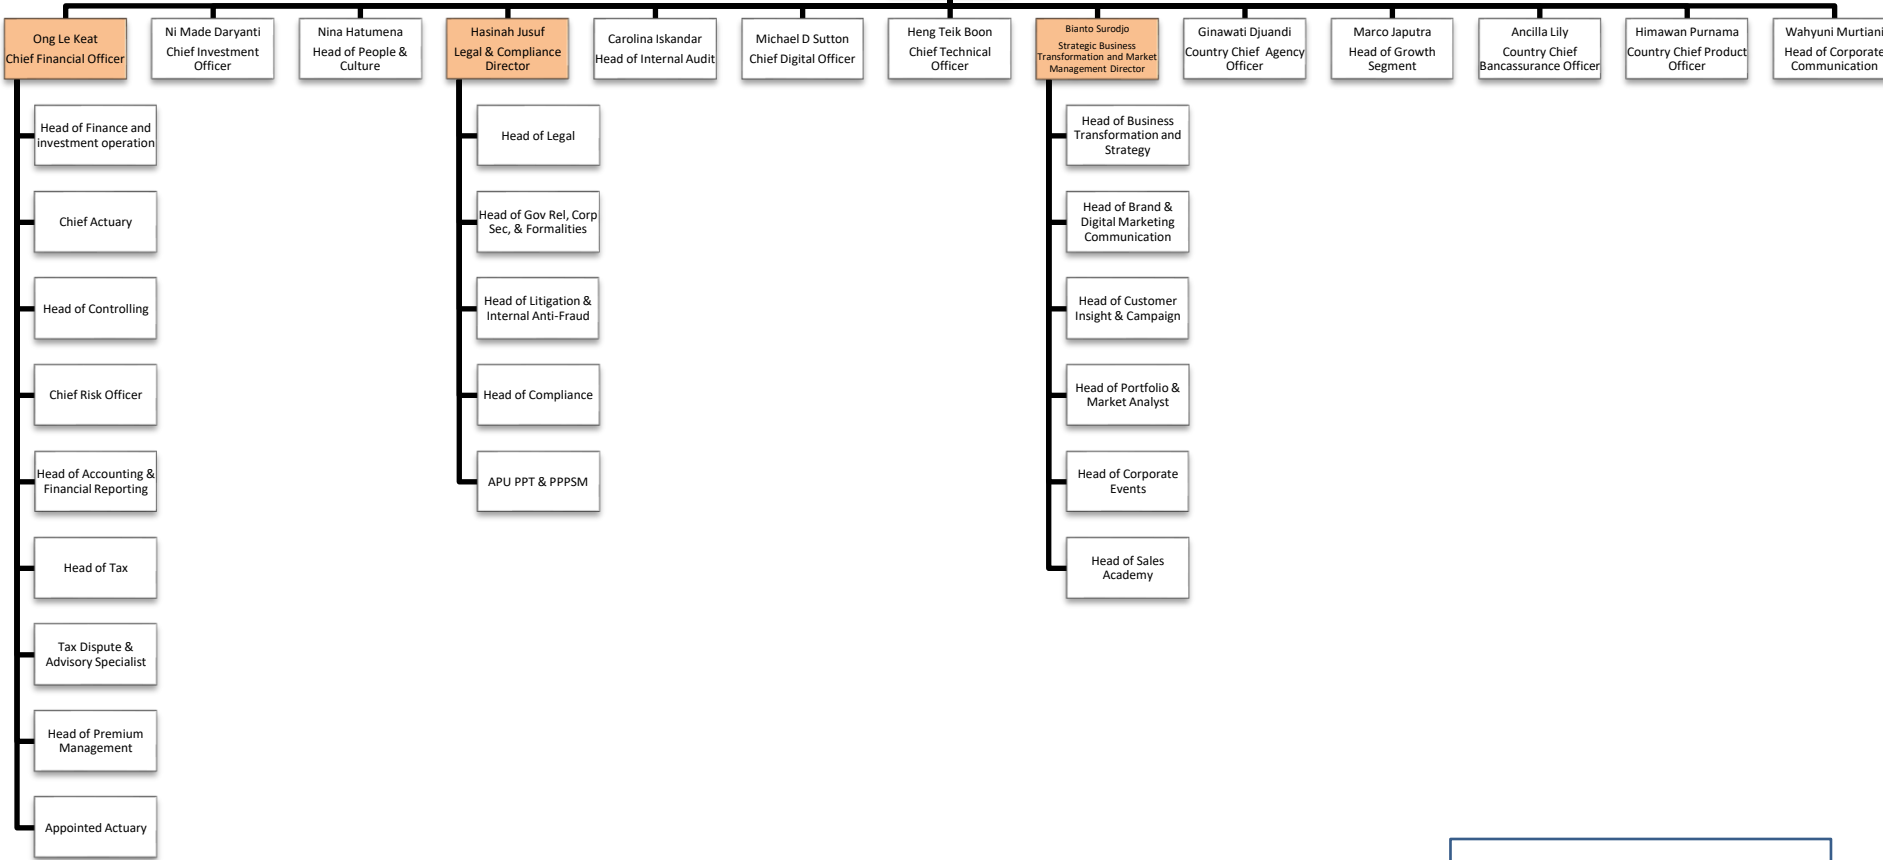 Ong Le Keat
Chief Financial Officer
Ni Made Daryanti
Chief Investment
Officer
Nina Hatumena
Head of People &
Culture
Hasinah Jusuf
Legal & Compliance
Director
Carolina Iskandar
Head of Internal Audit
Michael D Sutton
Chief Digital Officer
Heng Teik Boon
Chief Technical
Officer
Bianto Surodjo
Strategic Business
Transformation and Market
Management Director
Ginawati Djuandi
Country Chief Agency
Officer
Marco Japutra
Head of Growth
Segment
Ancilla Lily
Country Chief
Bancassurance Officer
Himawan Purnama
Country Chief Product
Officer
Wahyuni Murtiani
Head of Corporate
Communication
Head of Finance and
investment operation
Chief Actuary
Head of Controlling
Chief Risk Officer
Head of Accounting &
Financial Reporting
Head of Tax
Tax Dispute &
Advisory Specialist
Head of Premium
Management
Appointed Actuary
Head of Legal
Head of Gov Rel, Corp
Sec, & Formalities
Head of Litigation &
Internal Anti-Fraud
Head of Compliance
APU PPT & PPPSM
Head of Business
Transformation and
Strategy
Head of Brand &
Digital Marketing
Communication
Head of Customer
Insight & Campaign
Head of Portfolio &
Market Analyst
Head of Corporate
Events
Head of Sales
Academy